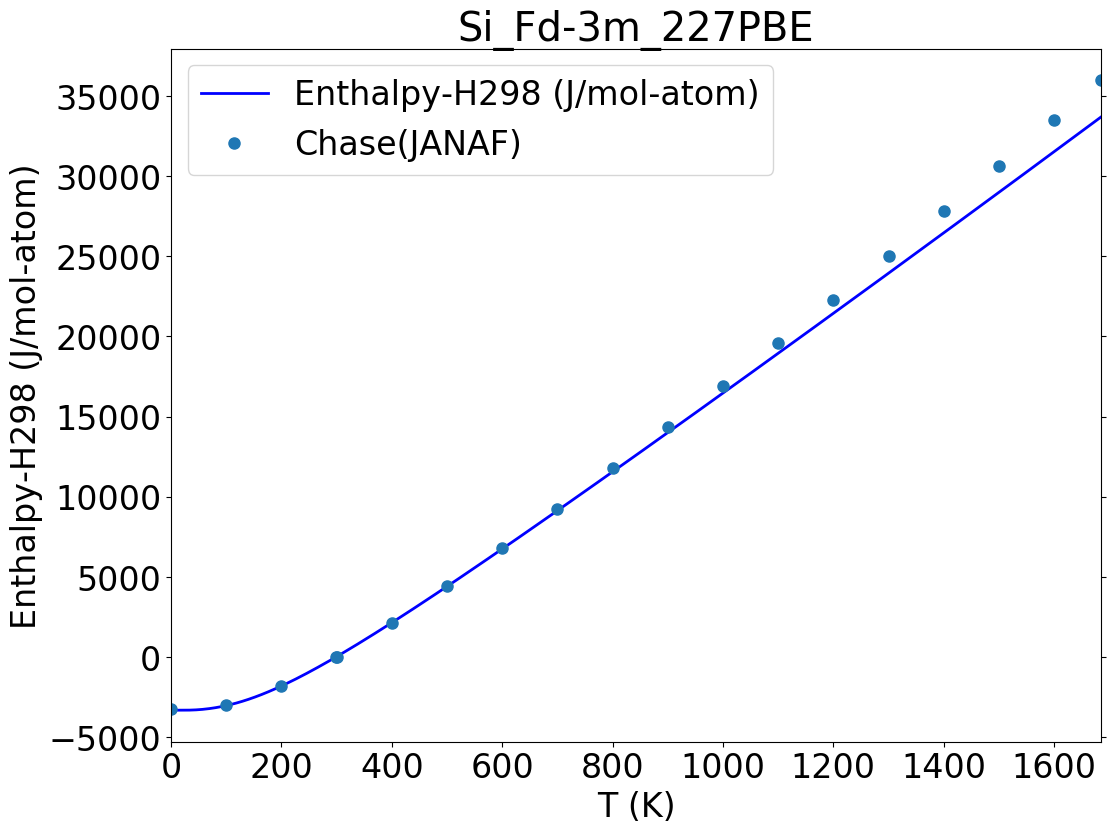 Si_Fd-3m_227PBE
Enthalpy-H298 (J/mol-atom)
Chase(JANAF)
Enthalpy-H298 (J/mol-atom)
35000
30000
25000
20000
15000
10000
5000
0
−5000
0 200 400 600 800 1000 1200 1400 1600
T (K)